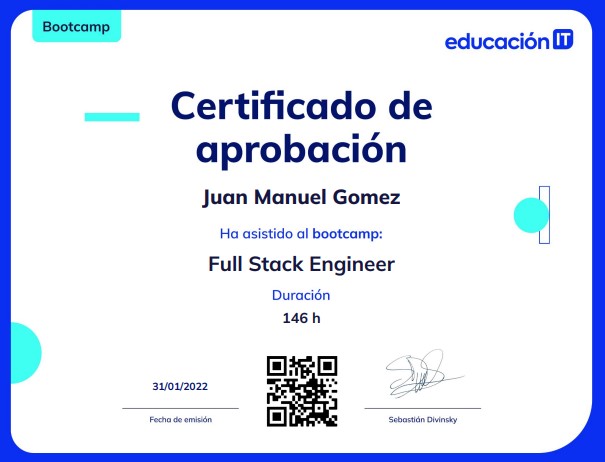 Bootcamp
educación IT
Certificado de
aprobación
Juan Manuel Gomez
Ha asistido al bootcamp:
Full Stack Engineer
Duración
146 h
31/01/2022
Fecha de emisión
Sebastián Divinsky